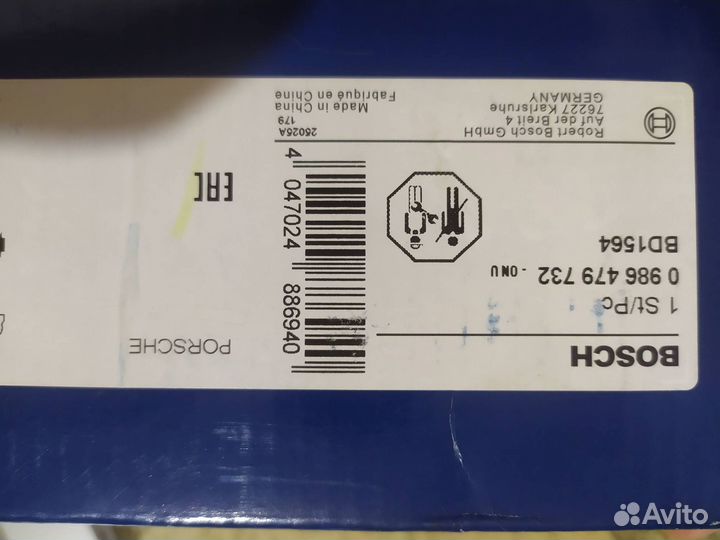 BOSCH
1 St/Pc
0 986 479 732 - 0NU
BD1564
PORSCHE
4 047024 886940
EAC
Robert Bosch GmbH
Auf der Breit 4
76227 Karlsruhe
GERMANY
25025A
179
Made in China
Fabriqué en Chine
Avito